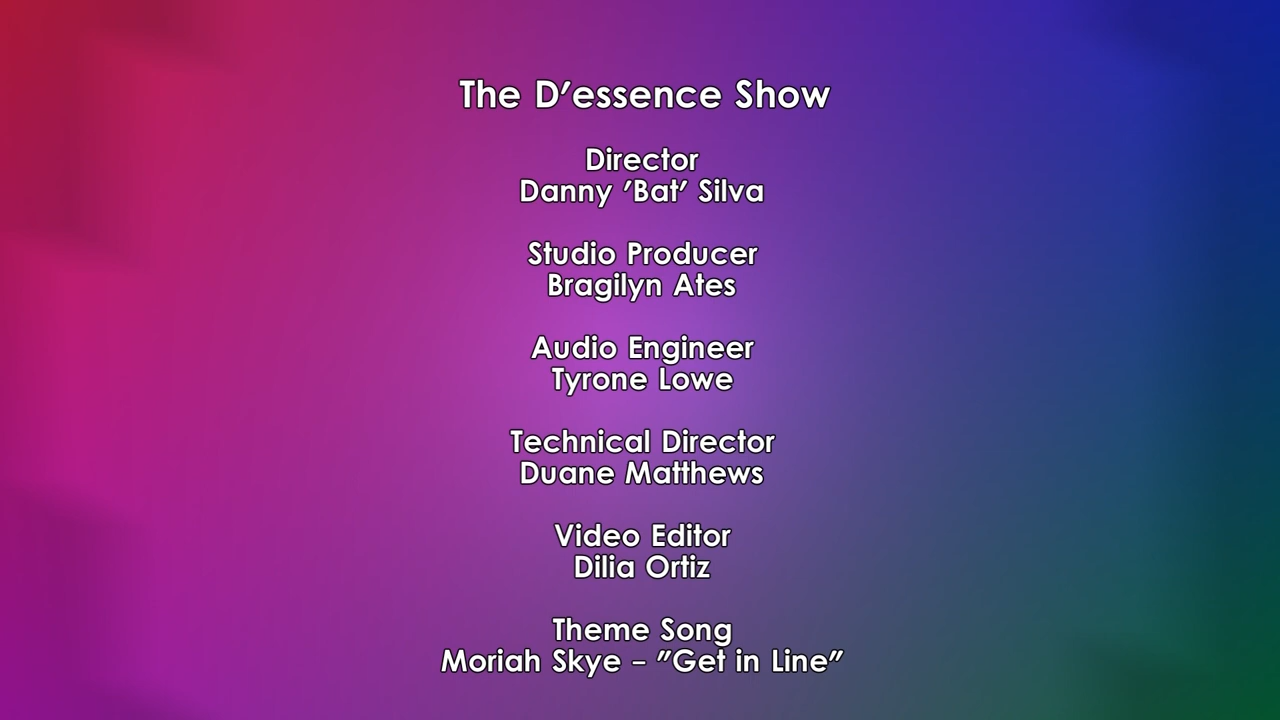 The D'essence Show
Director
Danny 'Bat' Silva
Studio Producer
Bragilyn Ates
Audio Engineer
Tyrone Lowe
Technical Director
Duane Matthews
Video Editor
Dilia Ortiz
Theme Song
Moriah Skye – "Get in Line"